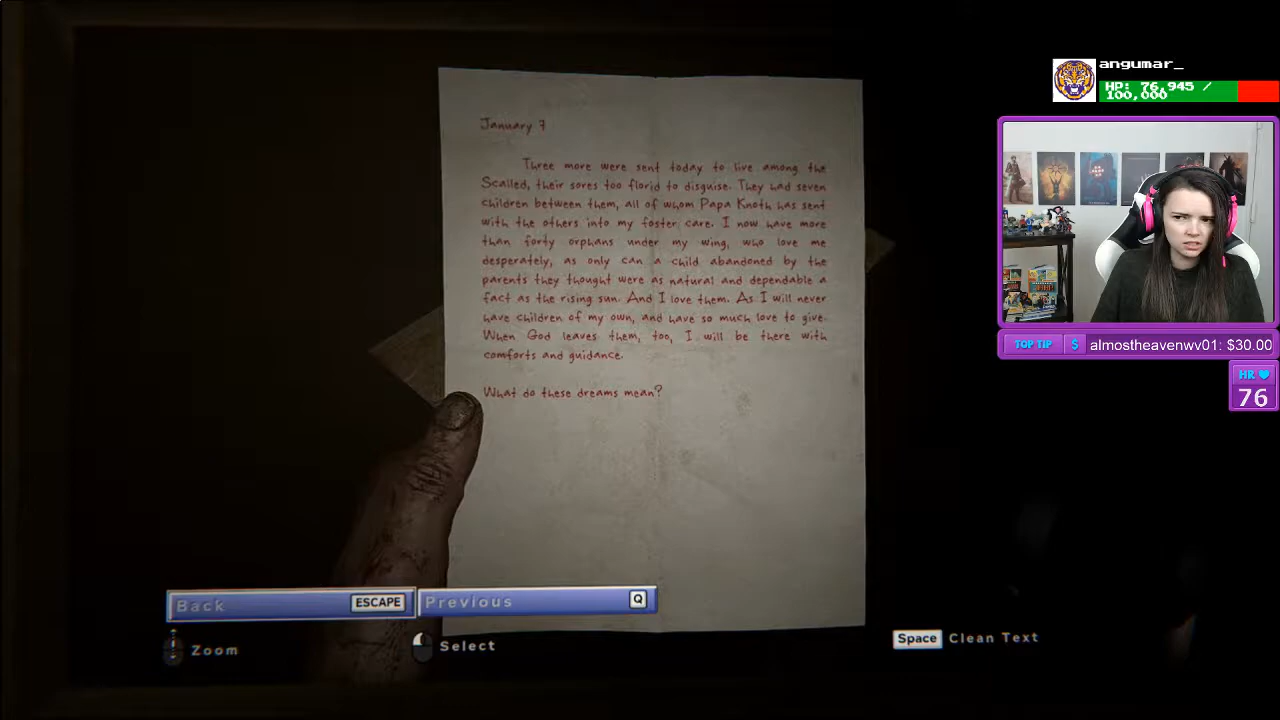 angumar_
HP: 76,945 /
100,000
January 7
Three more were sent today to live among the
Scalled, their sores too florid to disguise. They had seven
children between them, all of whom Papa Knoth has sent
with the others into my foster care. I now have more
than forty orphans under my wing, who love me
desperately, as only can a child abandoned by the
parents they thought were as natural and dependable a
fact as the rising sun. And I love them. As I will never
have children of my own, and have so much love to give.
When God leaves them, too, I will be there with
comforts and guidance.
What do these dreams mean?
TOP TIP $ almostheavenwv01: $30.00
HR
76
Back ESCAPE Previous Q
Zoom Select Space Clean Text